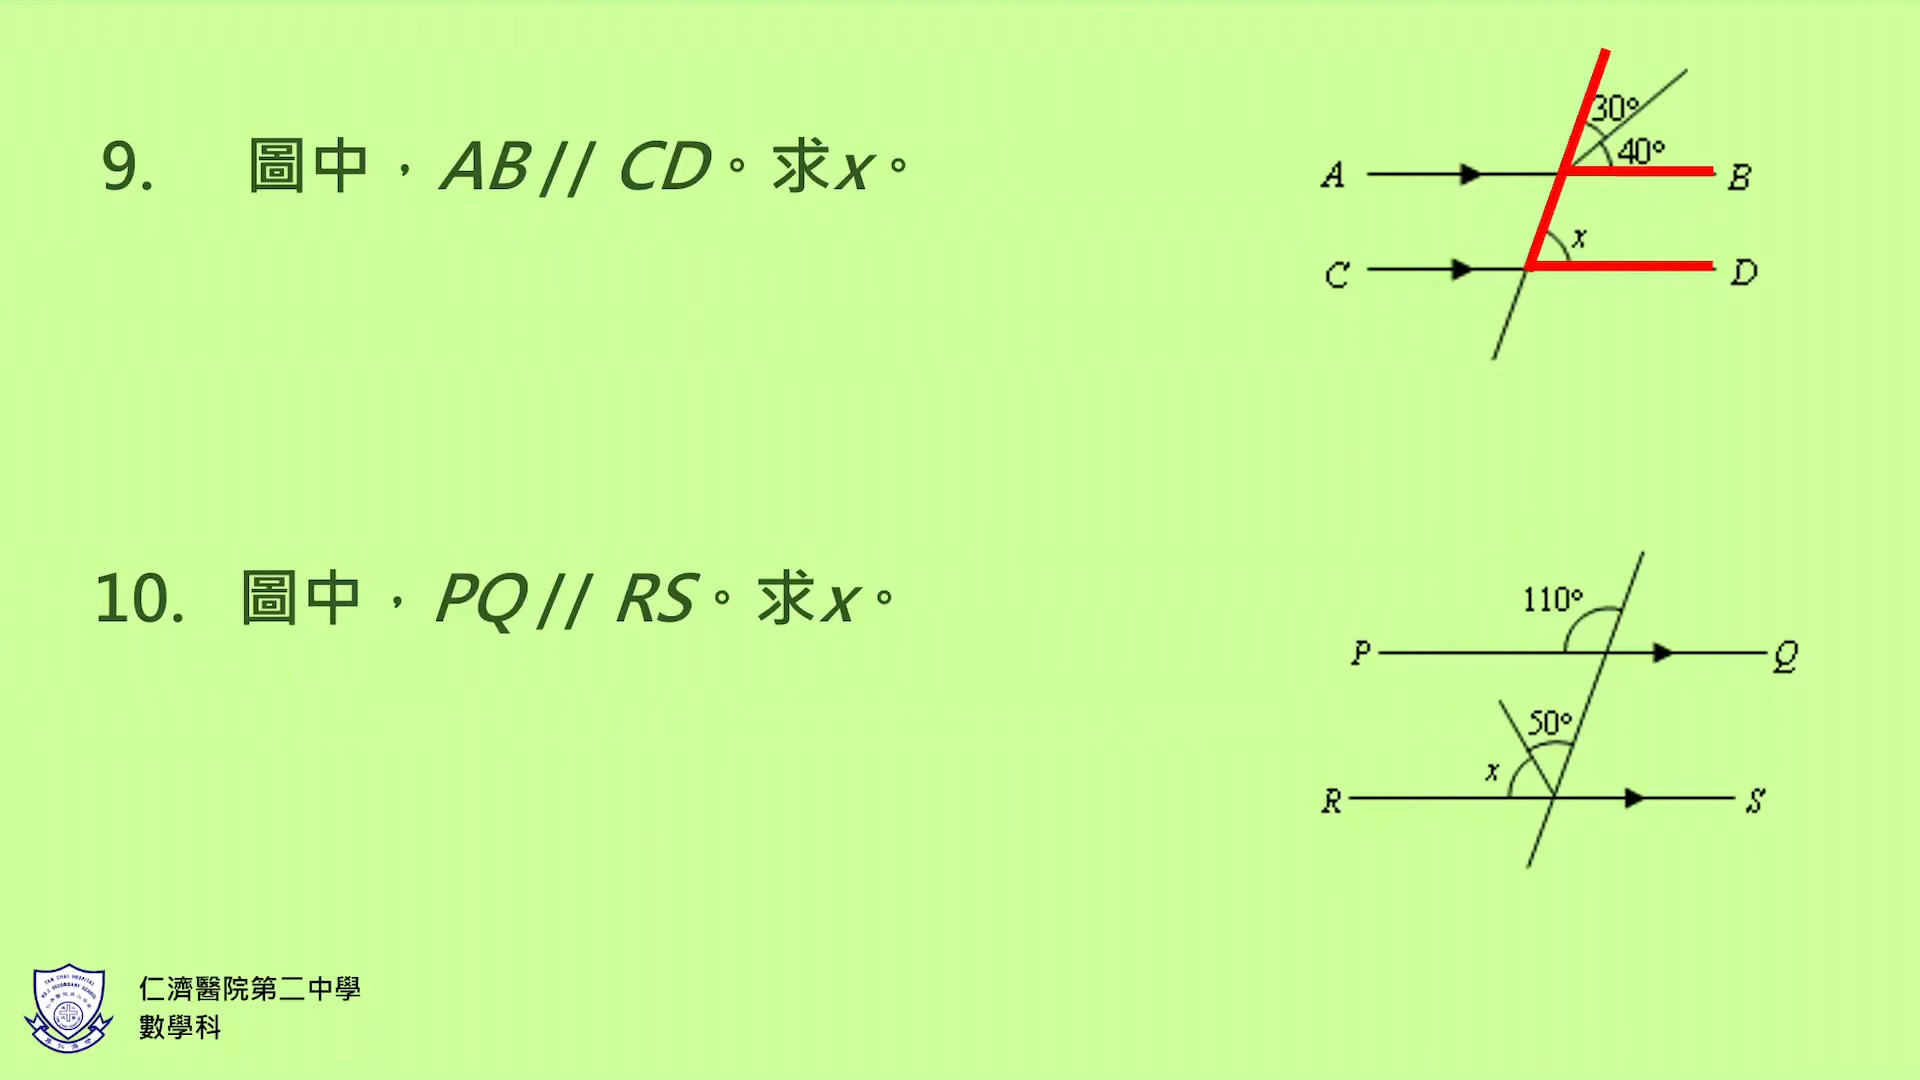 9. 圖中，AB // CD。求x。
30°
40°
A
B
x
C
D
10. 圖中，PQ // RS。求x。
110°
P
Q
50°
x
R
S
仁濟醫院第二中學
數學科